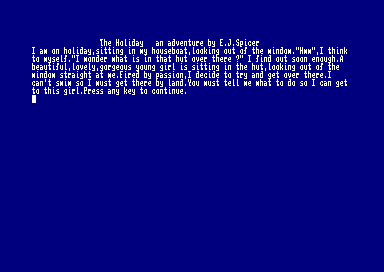 The Holiday  an adventure by E.J.Spicer
I am on holiday,sitting in my houseboat,looking out of the window."Hmm",I think
to myself."I wonder what is in that hut over there ?" I find out soon enough.A
beautiful,lovely,gorgeous young girl is sitting in the hut,looking out of the
window straight at me.Fired by passion,I decide to try and get over there.I
can't swim so I must get there by land.You must tell me what to do so I can get
to this girl.Press any key to continue.